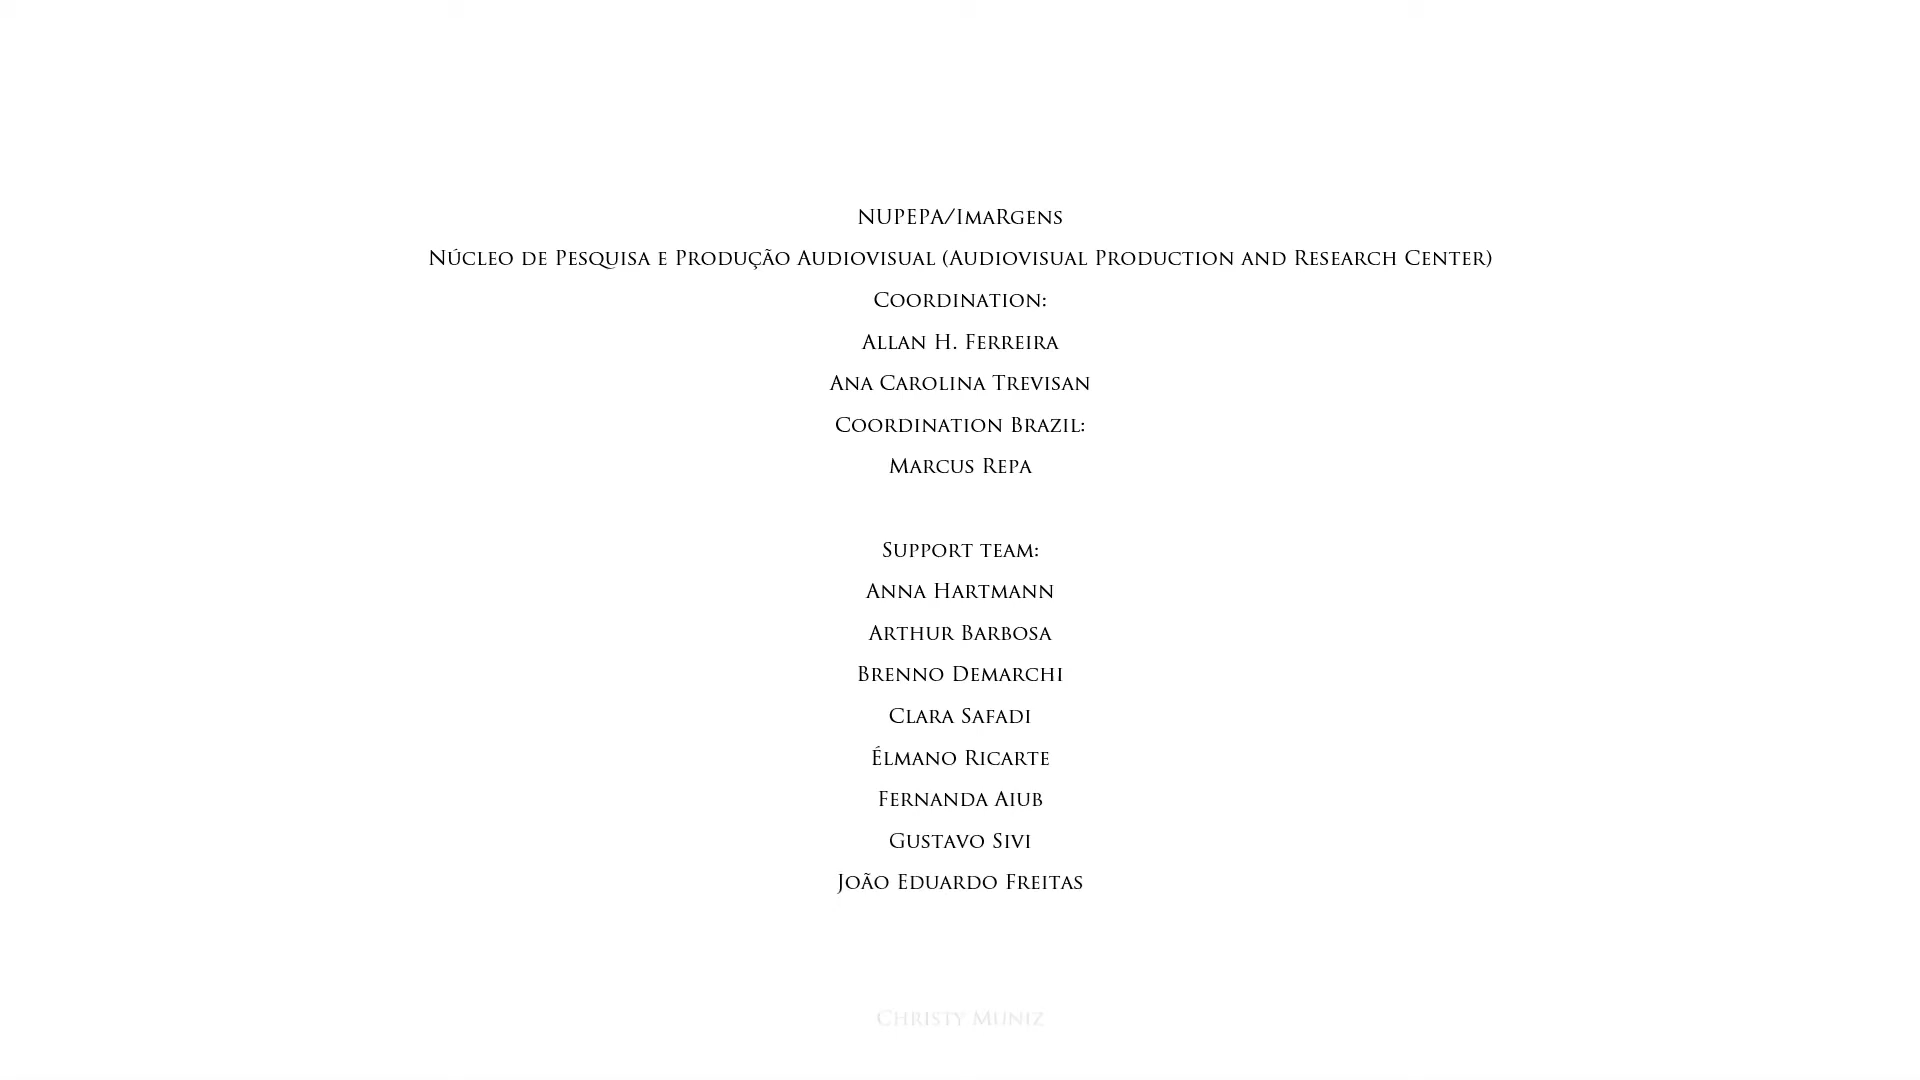 NUPEPA/ImaRgens
Núcleo de Pesquisa e Produção Audiovisual (Audiovisual Production and Research Center)
Coordination:
Allan H. Ferreira
Ana Carolina Trevisan
Coordination Brazil:
Marcus Repa
Support team:
Anna Hartmann
Arthur Barbosa
Brenno Demarchi
Clara Safadi
Élmano Ricarte
Fernanda Aiub
Gustavo Sivi
João Eduardo Freitas
Christy Muniz